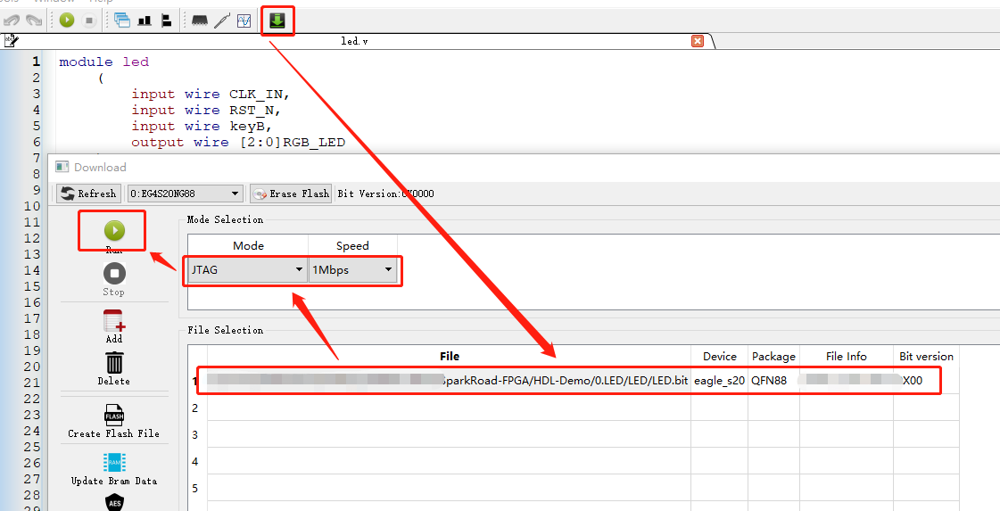 Window Help
led.v
1 module led
2 (
3 input wire CLK_IN,
4 input wire RST_N,
5 input wire keyB,
6 output wire [2:0]RGB_LED
7
8
9
10
11
12
13
14
15
16
17
18
19
20
21
22
23
24
25
26
27
28
29
Download
Refresh 0:EG4S20NG88 Erase Flash Bit Version:0X0000
Run
Stop
Add
Delete
Create Flash File
Update Bram Data
AES
Mode Selection
Mode Speed
JTAG 1Mbps
File Selection
File Device Package File Info Bit version
1 SparkRoad-FPGA/HDL-Demo/0.LED/LED/LED.bit eagle_s20 QFN88 X00
2
3
4
5